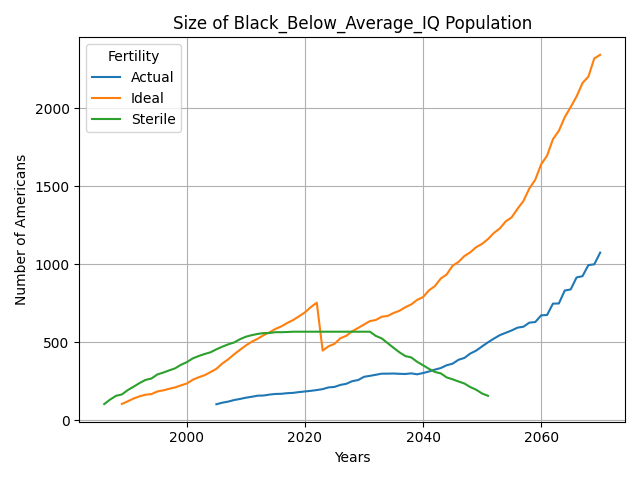 Size of Black_Below_Average_IQ Population
Fertility
Actual
Ideal
Sterile
Number of Americans
2000
1500
1000
500
0
2000 2020 2040 2060
Years